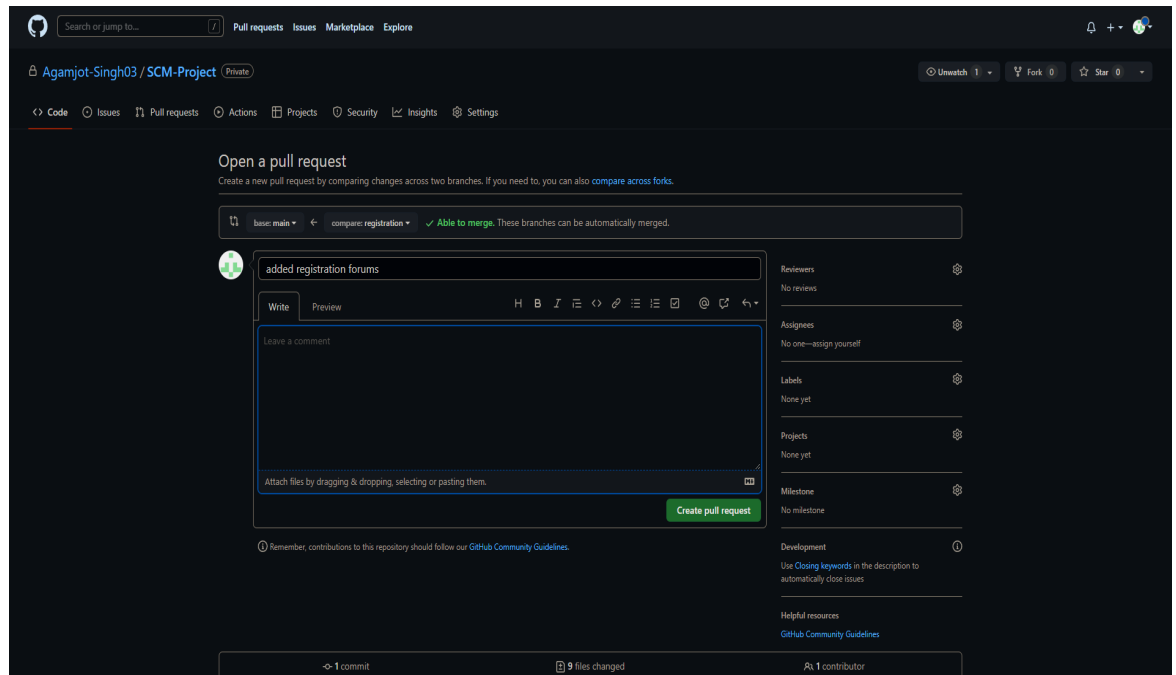 Search or jump to... /
Pull requests Issues Marketplace Explore
Agamjot-Singh03 / SCM-Project Private
Unwatch 1 Fork 0 Star 0
Code Issues Pull requests Actions Projects Security Insights Settings
Open a pull request
Create a new pull request by comparing changes across two branches. If you need to, you can also compare across forks.
base: main ← compare: registration ✓ Able to merge. These branches can be automatically merged.
added registration forums
Write Preview
Leave a comment
Attach files by dragging & dropping, selecting or pasting them.
Create pull request
Remember, contributions to this repository should follow our GitHub Community Guidelines.
Reviewers
No reviews
Assignees
No one—assign yourself
Labels
None yet
Projects
None yet
Milestone
No milestone
Development
Use Closing keywords in the description to
automatically close issues
Helpful resources
GitHub Community Guidelines
1 commit 9 files changed 1 contributor